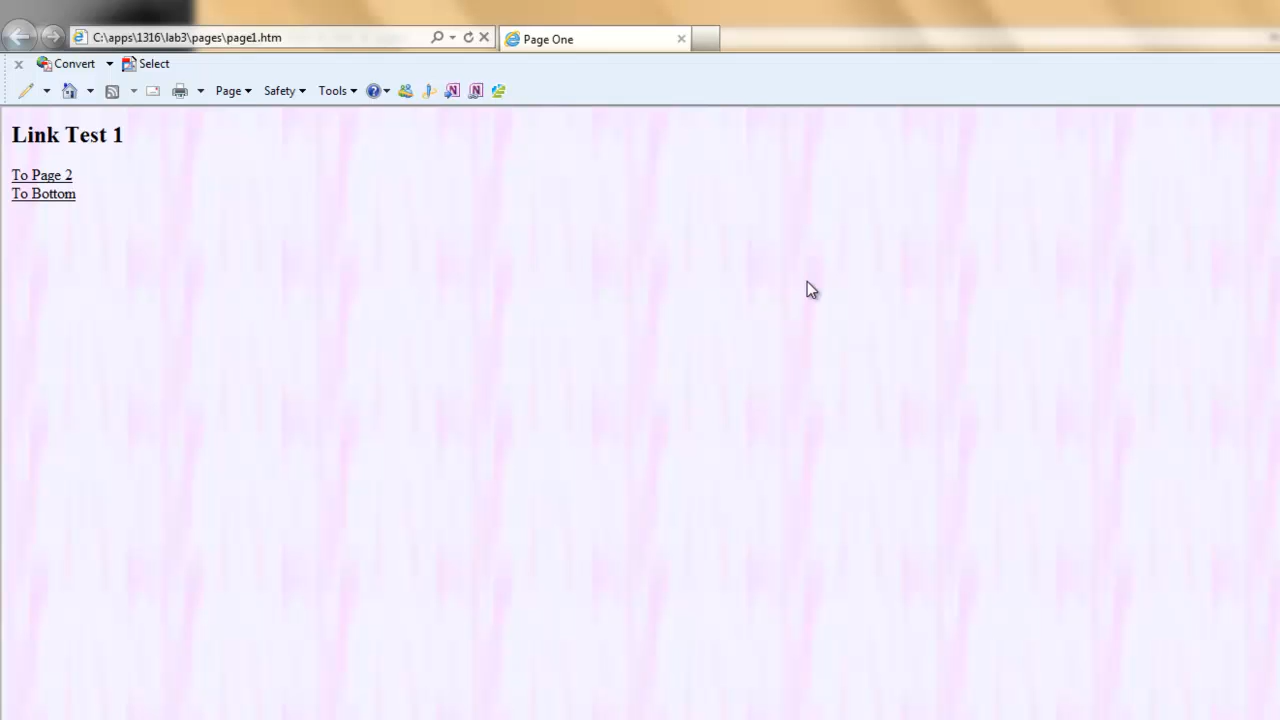 C:\apps\1316\lab3\pages\page1.htm
Page One
Convert Select
Page Safety Tools
Link Test 1
To Page 2
To Bottom